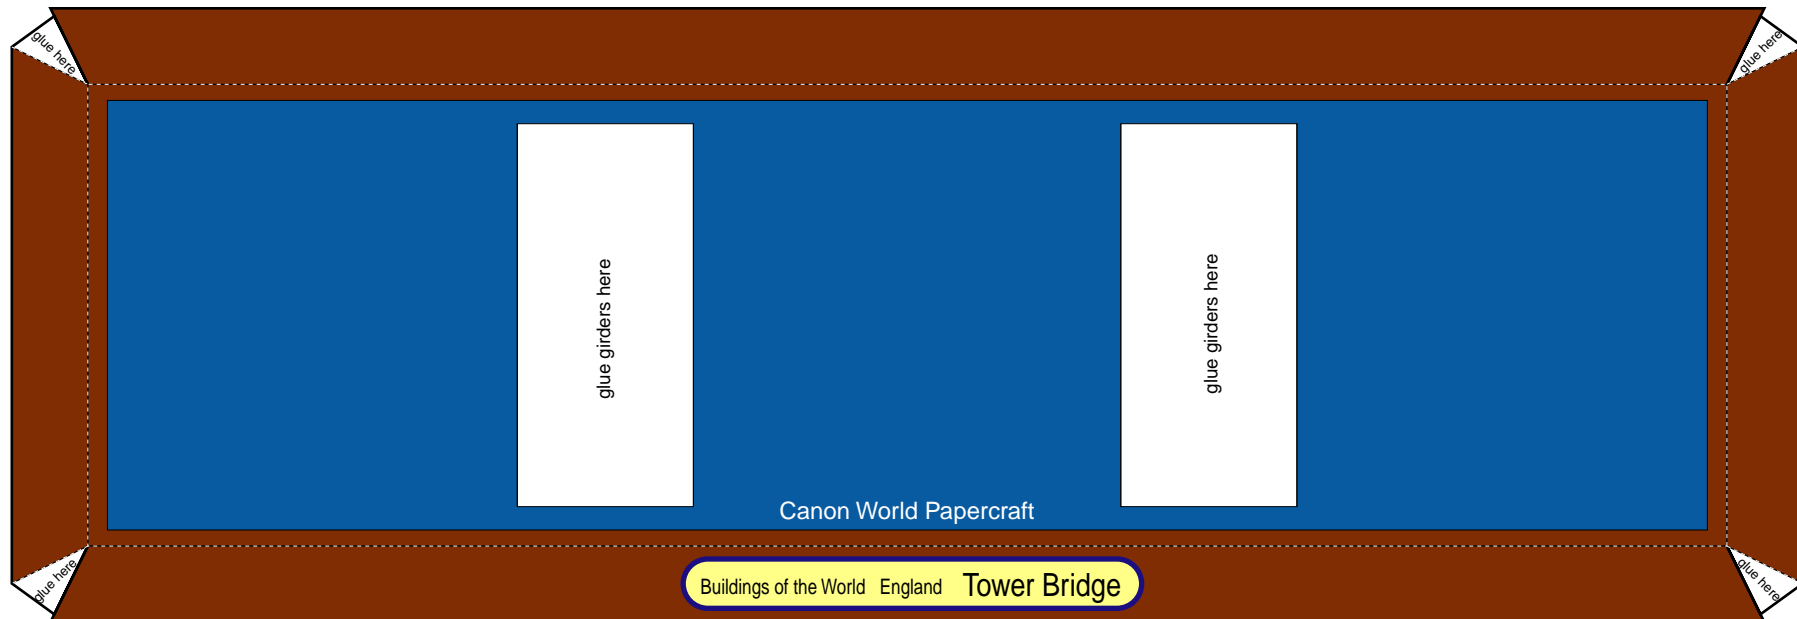 glue here
glue here
glue girders here
glue girders here
Canon World Papercraft
glue here
Buildings of the World England Tower Bridge
glue here